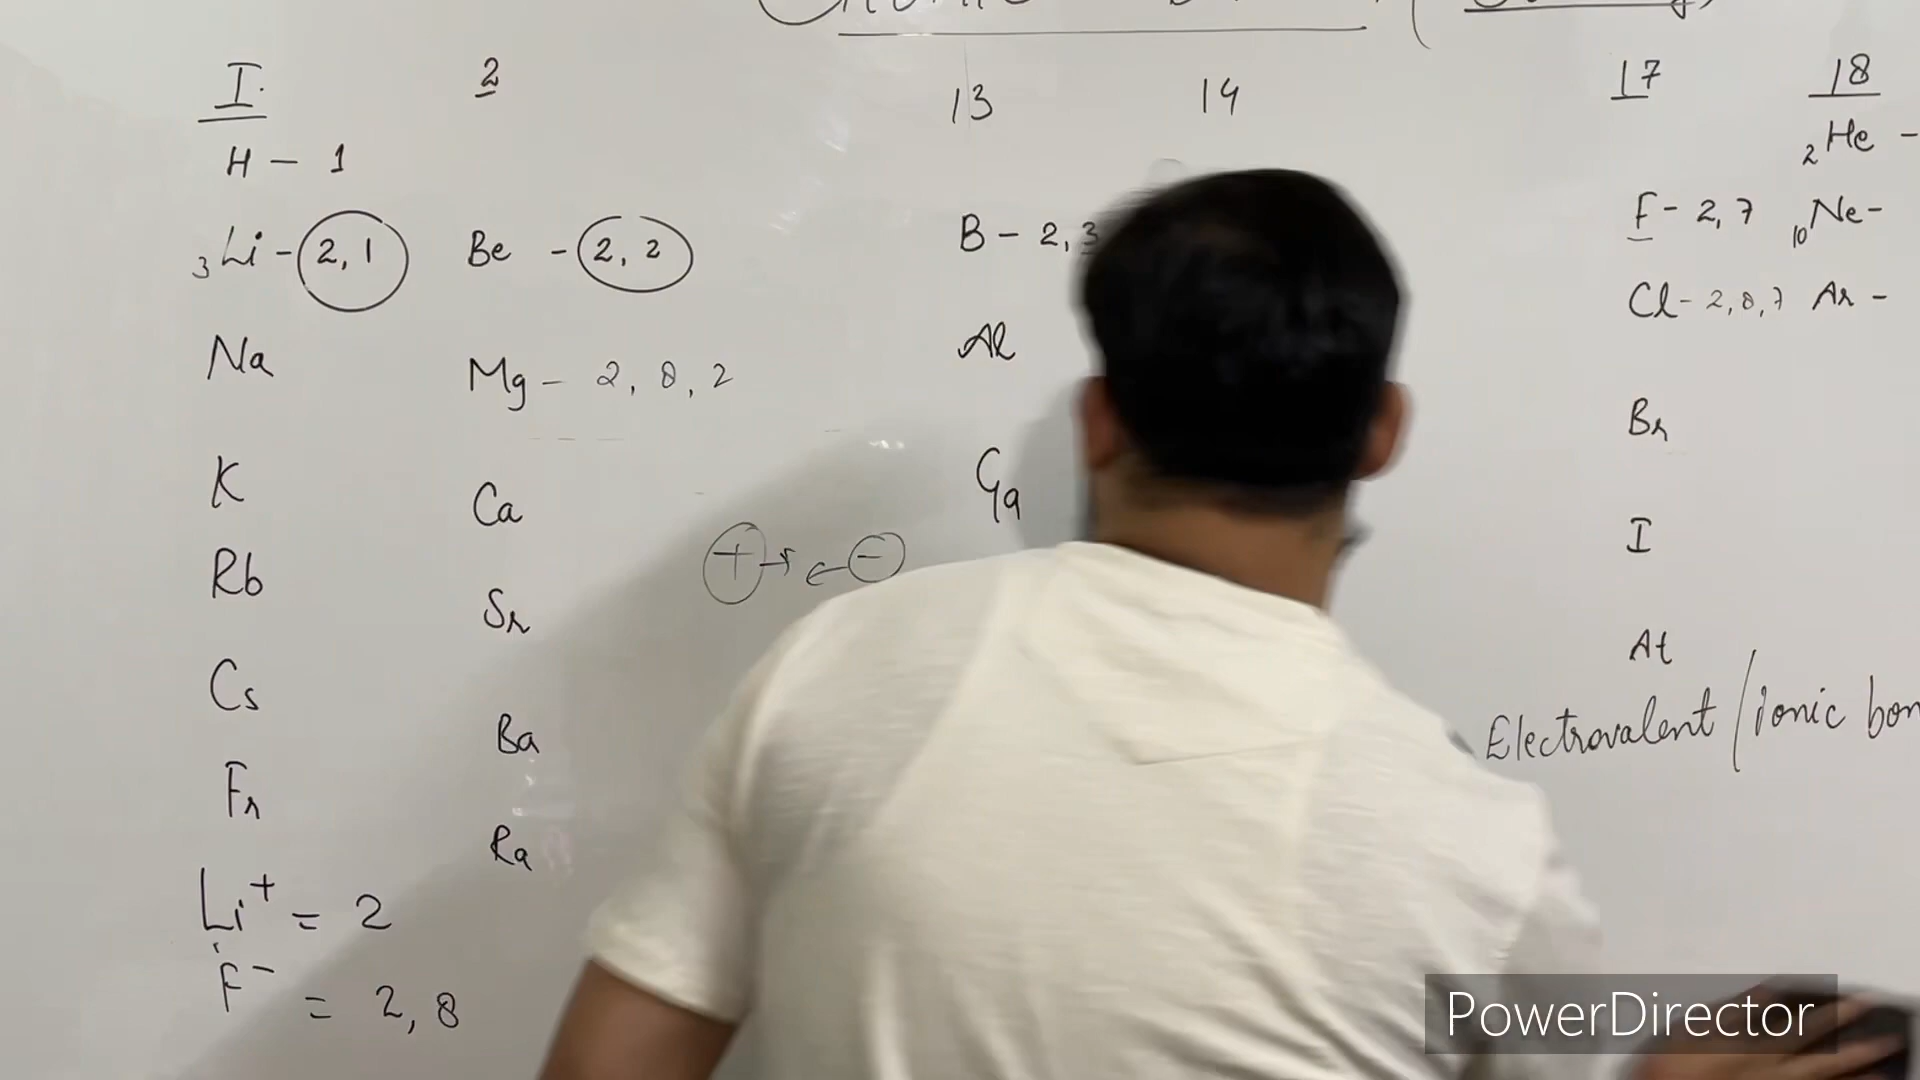 I. 2 13 14 17 18
H - 1 2He -
3Li - 2, 1 Be - 2, 2 B - 2, 3 F - 2, 7 10Ne -
Cl - 2, 8, 7 Ar -
Na Mg - 2, 8, 2 Al
Br
K Ca Ga
I
+ -
Rb Sr
At
Cs Ba Electrovalent / ionic
Fr Ra
Li+ = 2
F- = 2, 8
PowerDirector